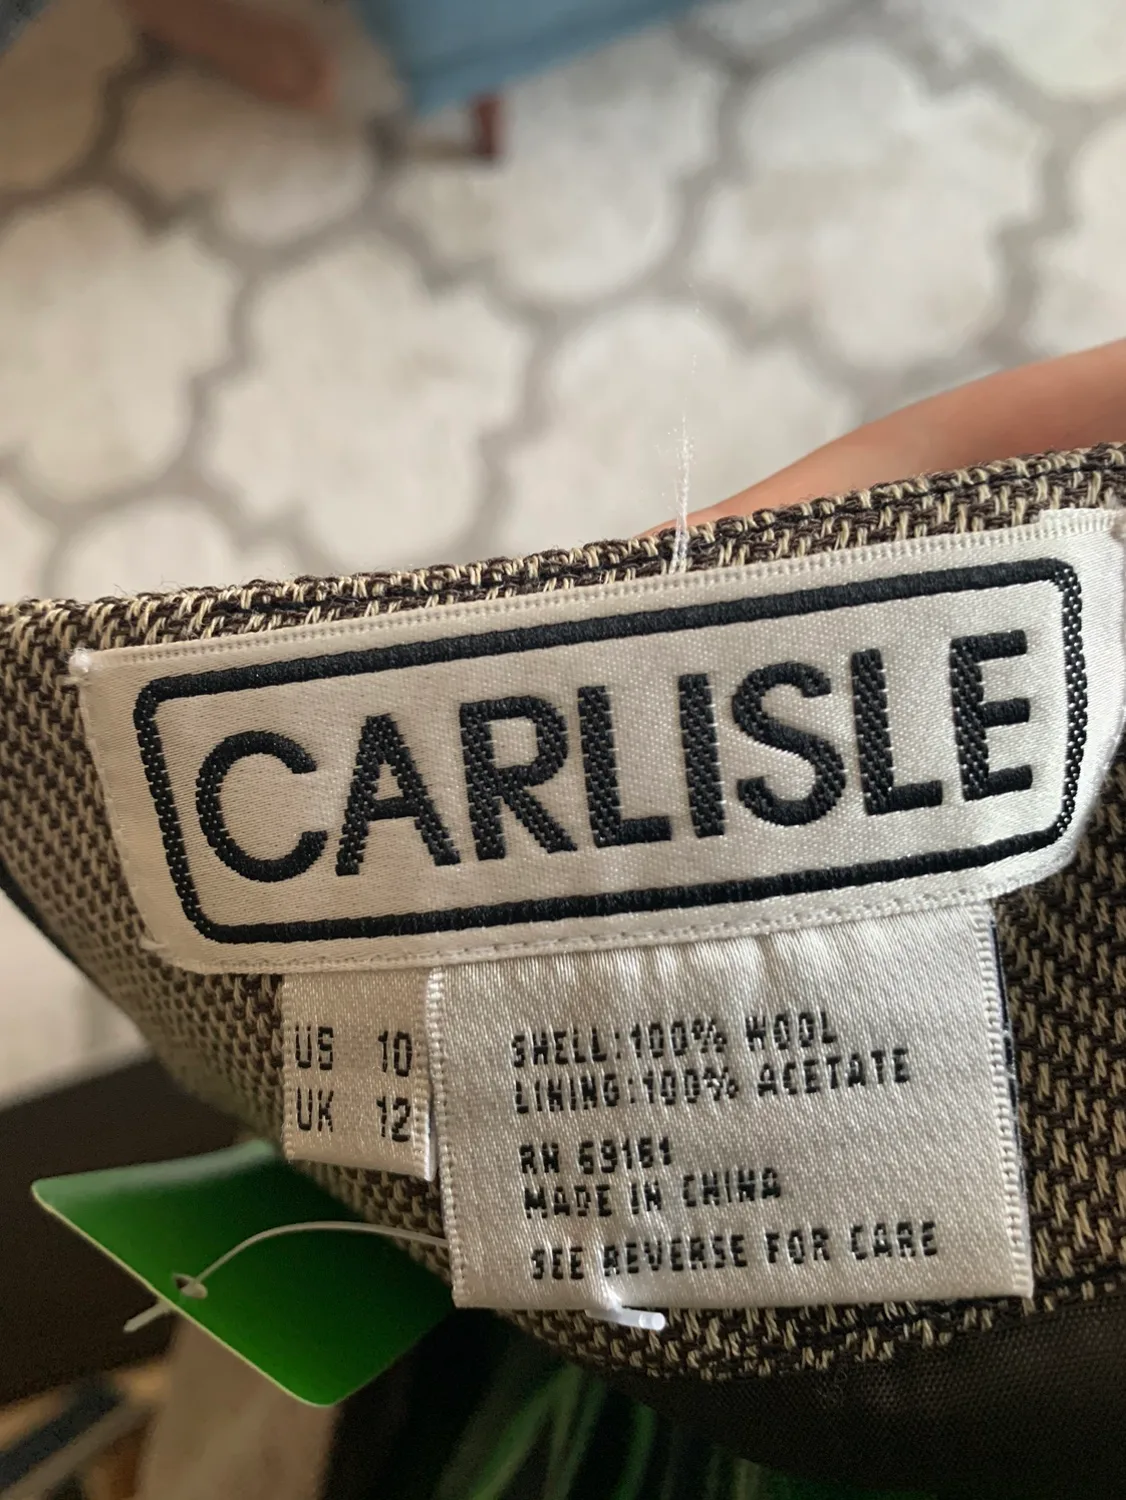 CARLISLE
US 10
UK 12
SHELL:100% WOOL
LINING:100% ACETATE
RN 69161
MADE IN CHINA
SEE REVERSE FOR CARE